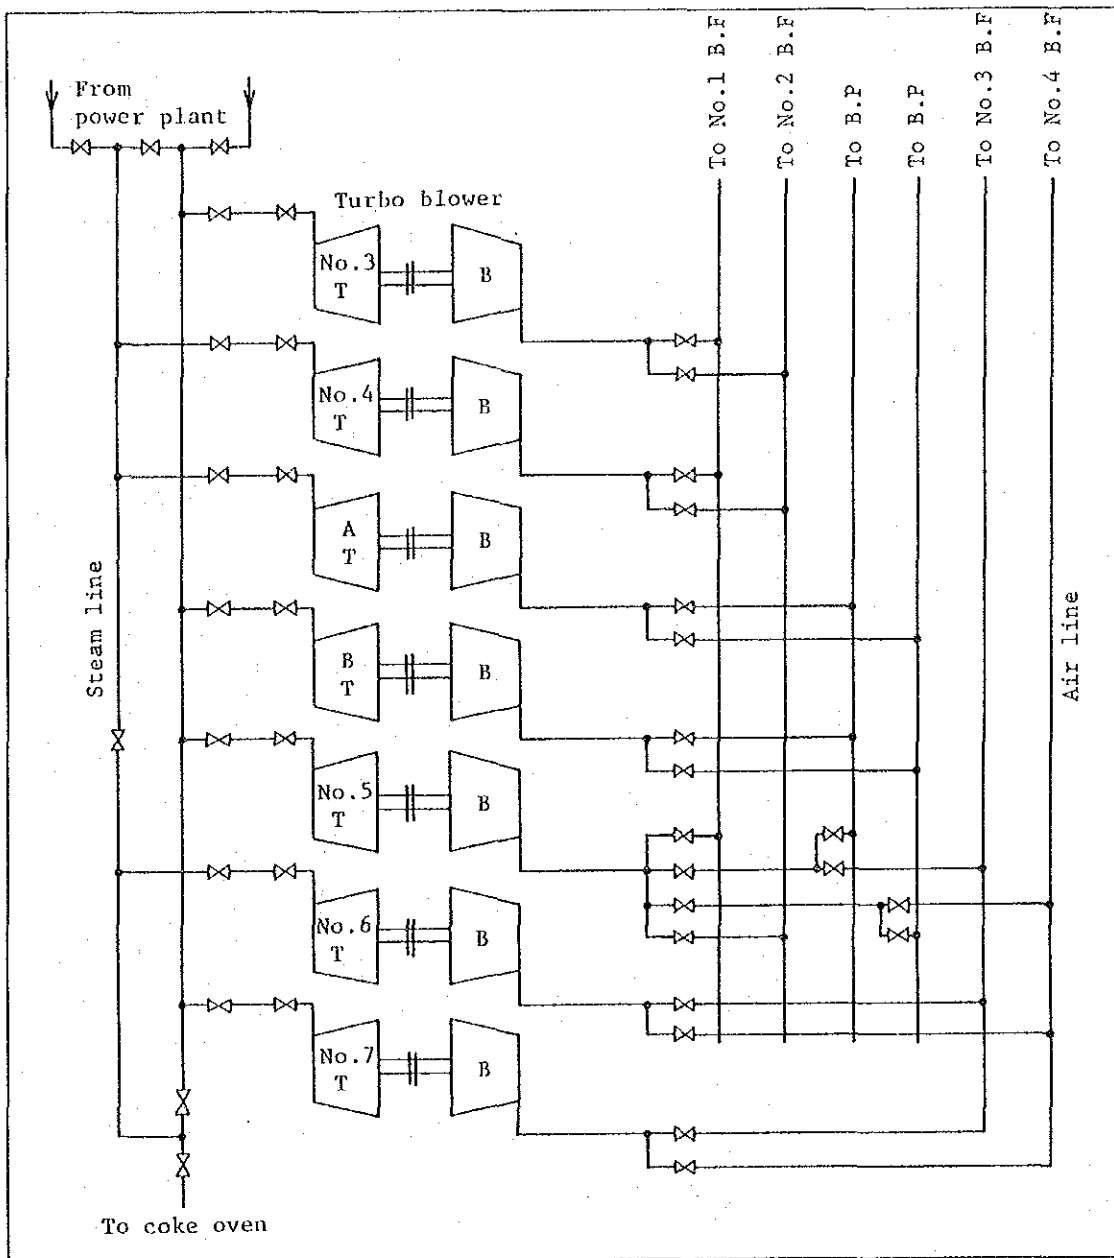 From
power plant
Turbo blower
To No.1 B.F
To No.2 B.F
To B.P
To B.P
To No.3 B.F
To No.4 B.F
No.3
T
B
No.4
T
B
A
T
B
B
T
B
No.5
T
B
No.6
T
B
No.7
T
B
Steam line
Air line
To coke oven